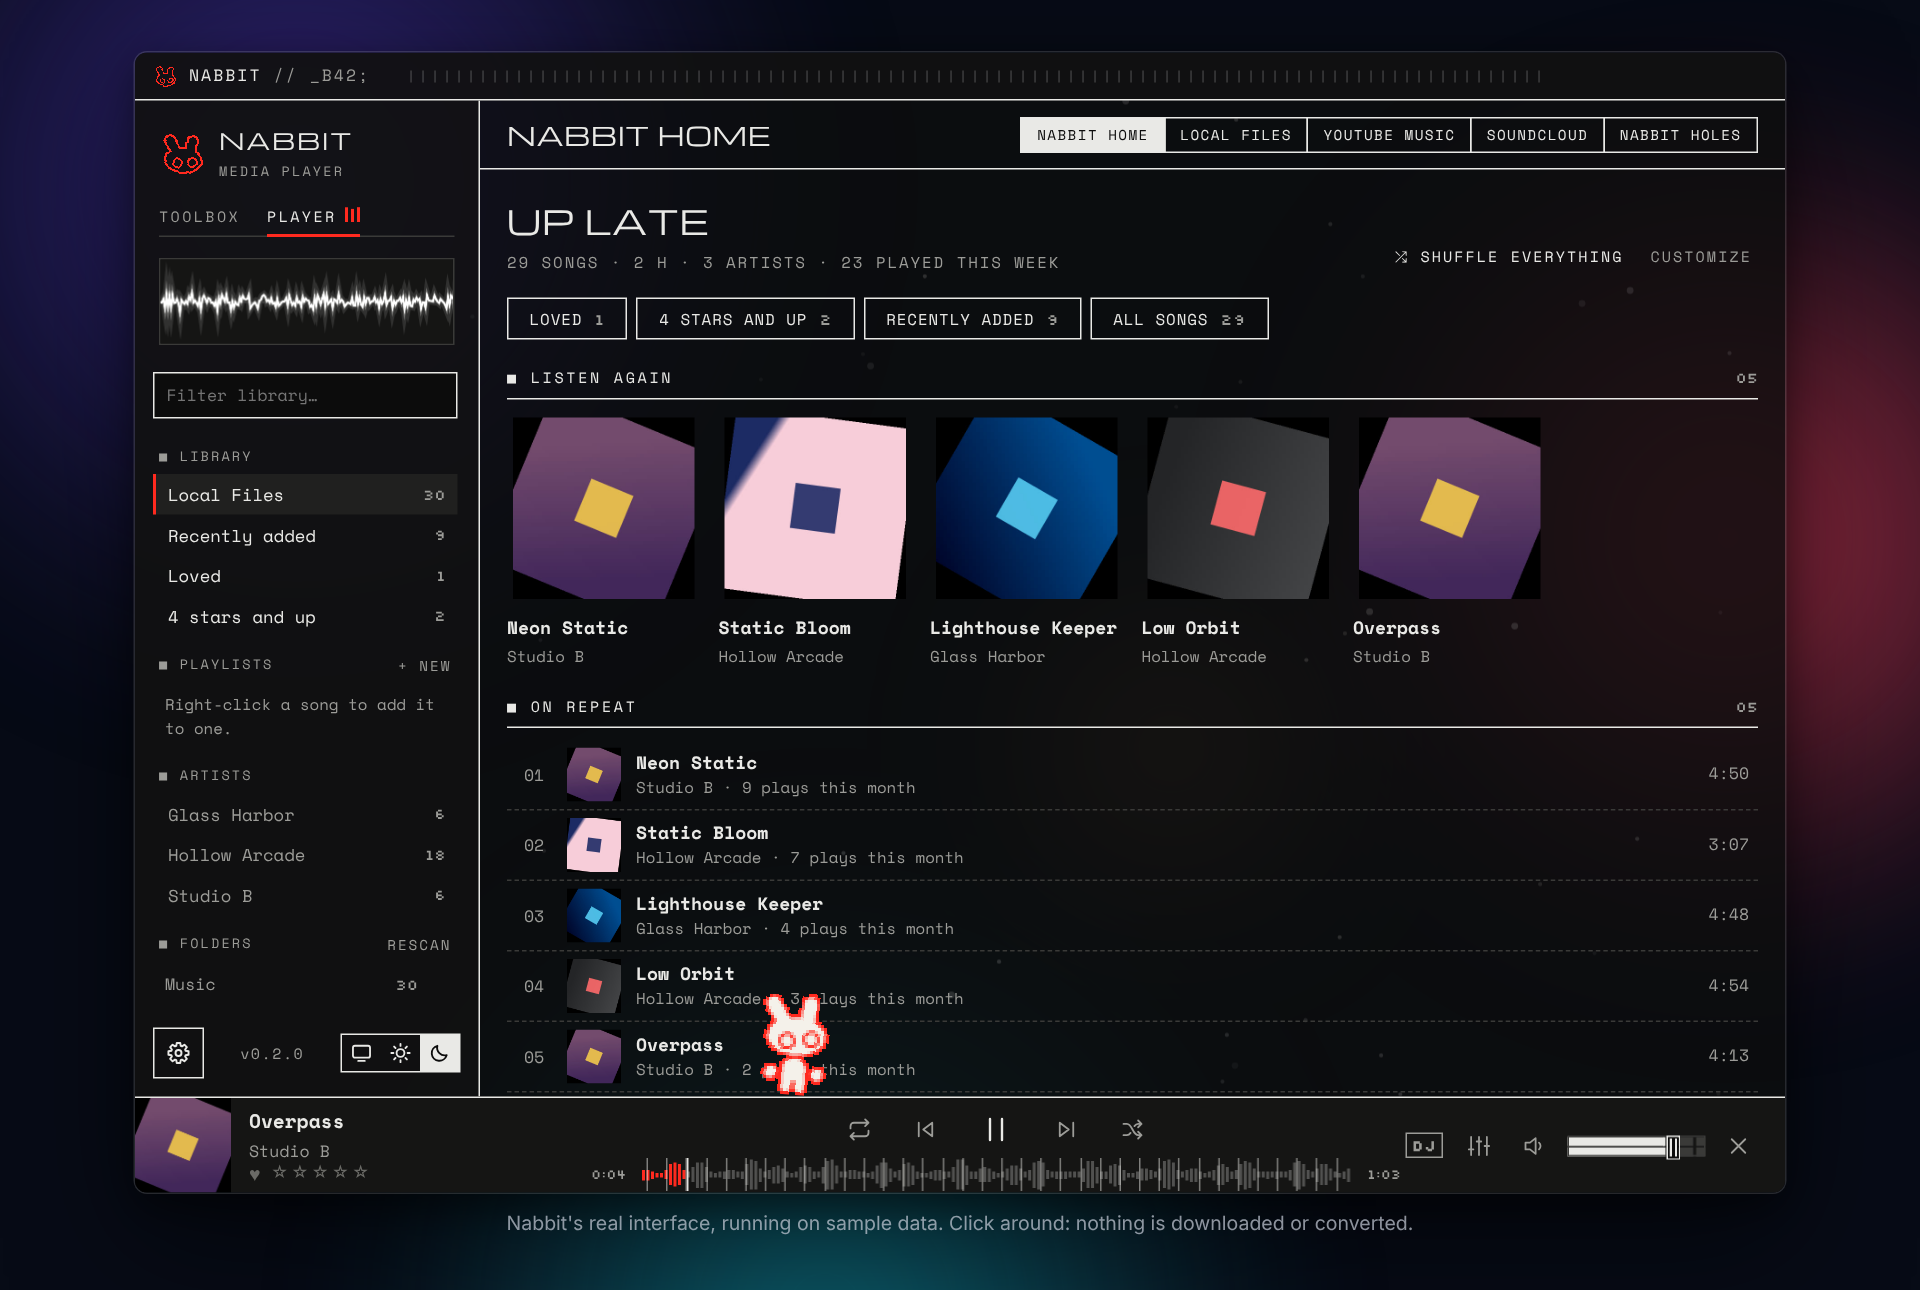 NABBIT // _B42;
NABBIT
MEDIA PLAYER
TOOLBOX PLAYER
Filter library…
LIBRARY
Local Files 30
Recently added 9
Loved 1
4 stars and up 2
PLAYLISTS + NEW
Right-click a song to add it
to one.
ARTISTS
Glass Harbor 6
Hollow Arcade 18
Studio B 6
FOLDERS RESCAN
Music 30
v0.2.0
NABBIT HOME
NABBIT HOME LOCAL FILES YOUTUBE MUSIC SOUNDCLOUD NABBIT HOLES
UP LATE
29 SONGS · 2 H · 3 ARTISTS · 23 PLAYED THIS WEEK
SHUFFLE EVERYTHING CUSTOMIZE
LOVED 1 4 STARS AND UP 2 RECENTLY ADDED 9 ALL SONGS 29
LISTEN AGAIN 05
Neon Static
Studio B
Static Bloom
Hollow Arcade
Lighthouse Keeper
Glass Harbor
Low Orbit
Hollow Arcade
Overpass
Studio B
ON REPEAT 05
01 Neon Static 4:50
Studio B · 9 plays this month
02 Static Bloom 3:07
Hollow Arcade · 7 plays this month
03 Lighthouse Keeper 4:48
Glass Harbor · 4 plays this month
04 Low Orbit 4:54
Hollow Arcade 3 lays this month
05 Overpass 4:13
Studio B · 2 this month
Overpass
Studio B
0:04 1:03
DJ
Nabbit's real interface, running on sample data. Click around: nothing is downloaded or converted.